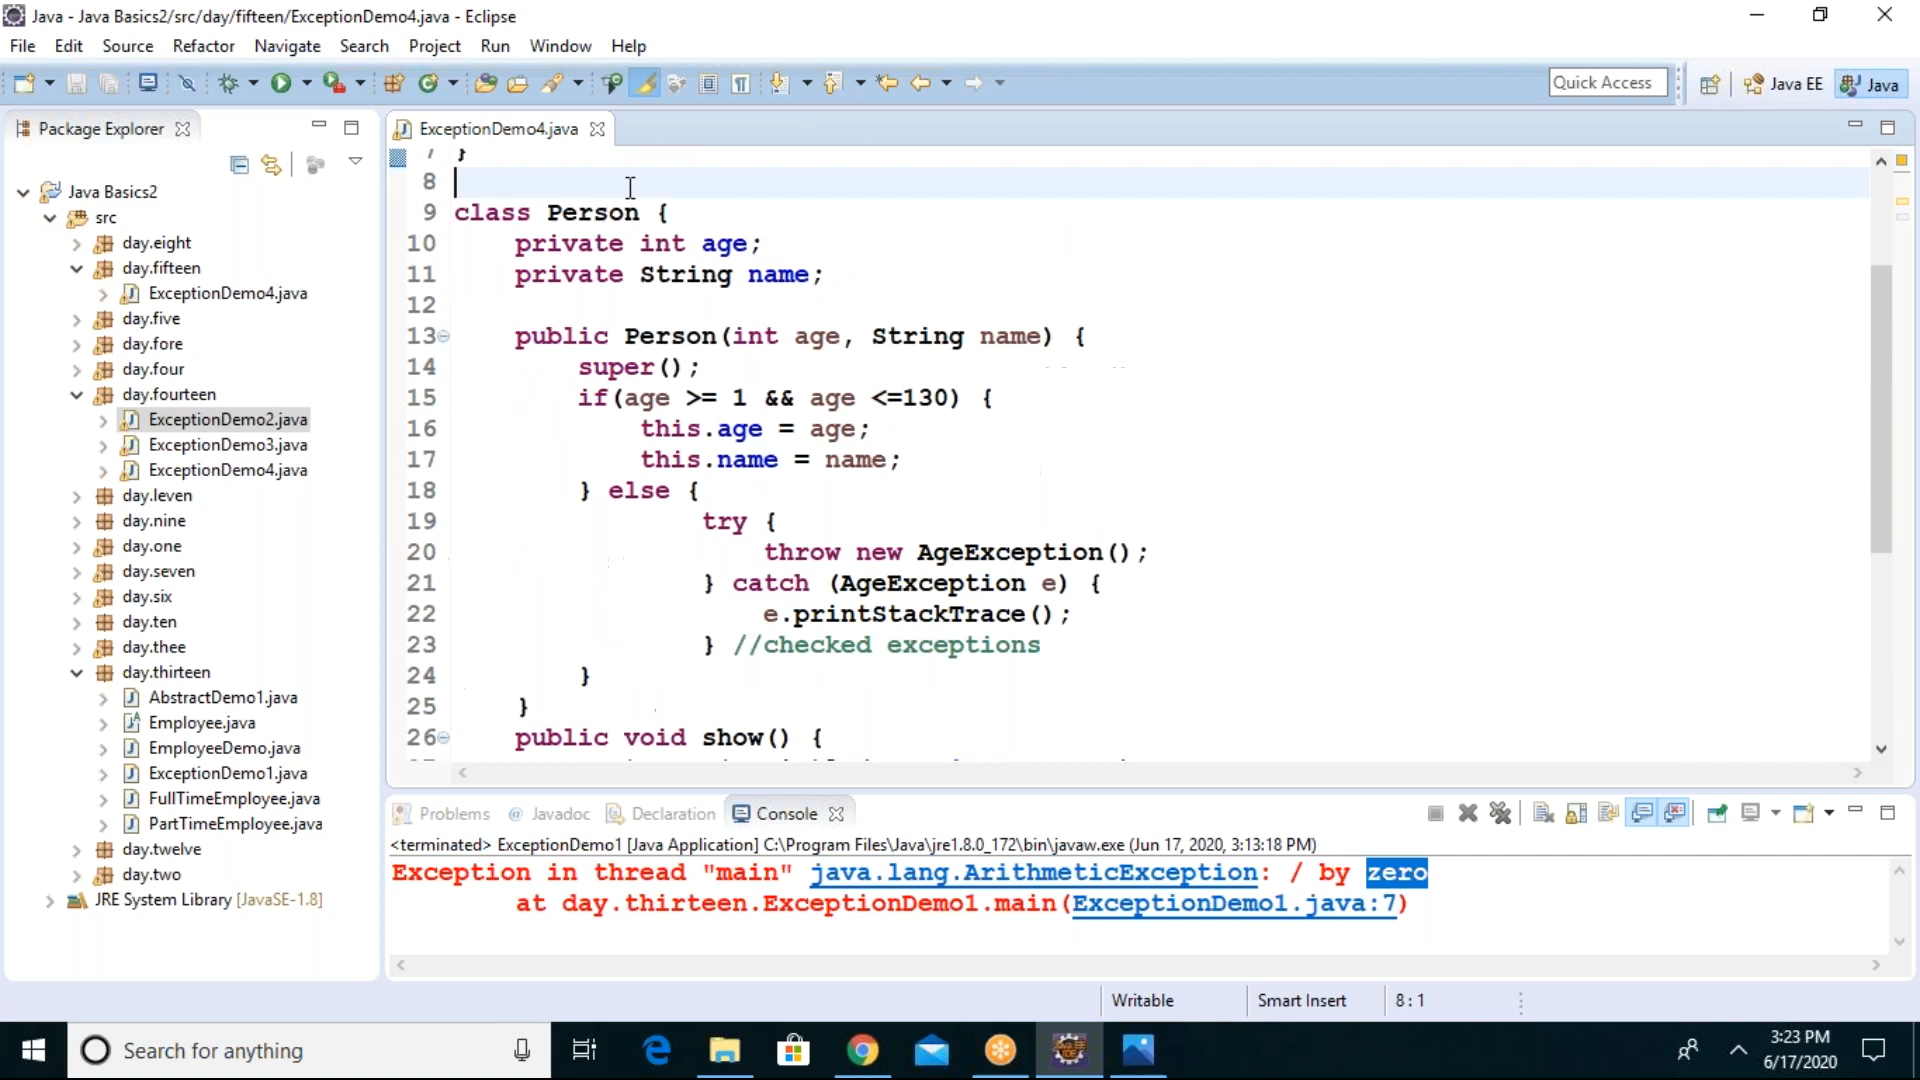 Java - Java Basics2/src/day/fifteen/ExceptionDemo4.java - Eclipse
File Edit Source Refactor Navigate Search Project Run Window Help
Quick Access
Java EE
Java
Package Explorer
ExceptionDemo4.java
Java Basics2
src
day.eight
day.fifteen
ExceptionDemo4.java
day.five
day.fore
day.four
day.fourteen
ExceptionDemo2.java
ExceptionDemo3.java
ExceptionDemo4.java
day.leven
day.nine
day.one
day.seven
day.six
day.ten
day.thee
day.thirteen
AbstractDemo1.java
Employee.java
EmployeeDemo.java
ExceptionDemo1.java
FullTimeEmployee.java
PartTimeEmployee.java
day.twelve
day.two
JRE System Library [JavaSE-1.8]
7 }
8
9 class Person {
10 private int age;
11 private String name;
12
13 public Person(int age, String name) {
14 super();
15 if(age >= 1 && age <=130) {
16 this.age = age;
17 this.name = name;
18 } else {
19 try {
20 throw new AgeException();
21 } catch (AgeException e) {
22 e.printStackTrace();
23 } //checked exceptions
24 }
25 }
26 public void show() {
Problems Javadoc Declaration Console
<terminated> ExceptionDemo1 [Java Application] C:\Program Files\Java\jre1.8.0_172\bin\javaw.exe (Jun 17, 2020, 3:13:18 PM)
Exception in thread "main" java.lang.ArithmeticException: / by zero
at day.thirteen.ExceptionDemo1.main(ExceptionDemo1.java:7)
Writable
Smart Insert
8 : 1
Search for anything
3:23 PM
6/17/2020